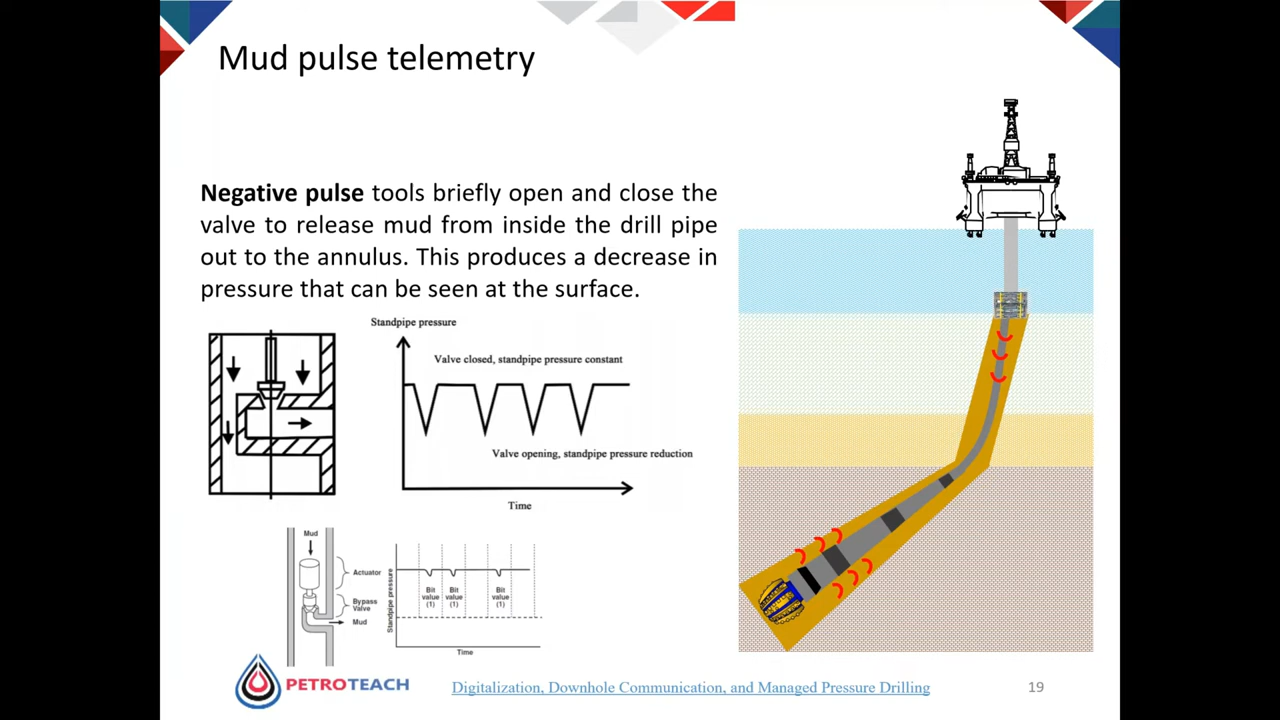 Mud pulse telemetry
Negative pulse tools briefly open and close the
valve to release mud from inside the drill pipe
out to the annulus. This produces a decrease in
pressure that can be seen at the surface.
Standpipe pressure
Valve closed, standpipe pressure constant
Valve opening, standpipe pressure reduction
Time
Mud
Actuator
Bypass
Valve
Mud
Standpipe pressure
Bit
value
(1)
Bit
value
(1)
Bit
value
(1)
Time
PETROTEACH
Digitalization, Downhole Communication, and Managed Pressure Drilling
19